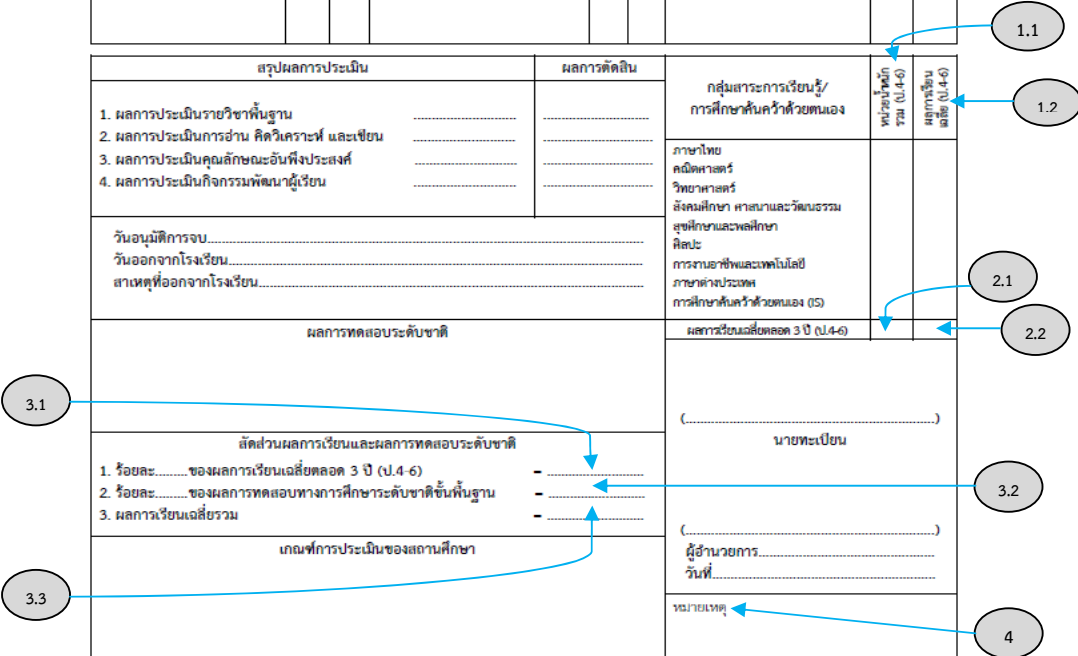 1.1
สรุปผลการประเมิน
ผลการตัดสิน
กลุ่มสาระการเรียนรู้/
การศึกษาค้นคว้าด้วยตนเอง
หน่วยน้ำหนัก
รวม (ป.4-6)
ผลการเรียน
เฉลี่ย (ป.4-6)
1.2
1. ผลการประเมินรายวิชาพื้นฐาน ........................
2. ผลการประเมินการอ่าน คิดวิเคราะห์ และเขียน ........................
3. ผลการประเมินคุณลักษณะอันพึงประสงค์ ........................
4. ผลการประเมินกิจกรรมพัฒนาผู้เรียน ........................
ภาษาไทย
คณิตศาสตร์
วิทยาศาสตร์
สังคมศึกษา ศาสนาและวัฒนธรรม
สุขศึกษาและพลศึกษา
ศิลปะ
การงานอาชีพและเทคโนโลยี
ภาษาต่างประเทศ
การศึกษาค้นคว้าด้วยตนเอง (IS)
วันอนุมัติการจบ........................
วันออกจากโรงเรียน........................
สาเหตุที่ออกจากโรงเรียน........................
2.1
ผลการทดสอบระดับชาติ
ผลการเรียนเฉลี่ยตลอด 3 ปี (ป.4-6)
2.2
3.1
(........................)
นายทะเบียน
สัดส่วนผลการเรียนและผลการทดสอบระดับชาติ
1. ร้อยละ.........ของผลการเรียนเฉลี่ยตลอด 3 ปี (ป.4-6) - ........................
2. ร้อยละ.........ของผลการทดสอบทางการศึกษาระดับชาติขั้นพื้นฐาน - ........................
3. ผลการเรียนเฉลี่ยรวม - ........................
3.2
(........................)
ผู้อำนวยการ........................
วันที่........................
เกณฑ์การประเมินของสถานศึกษา
3.3
หมายเหตุ
4